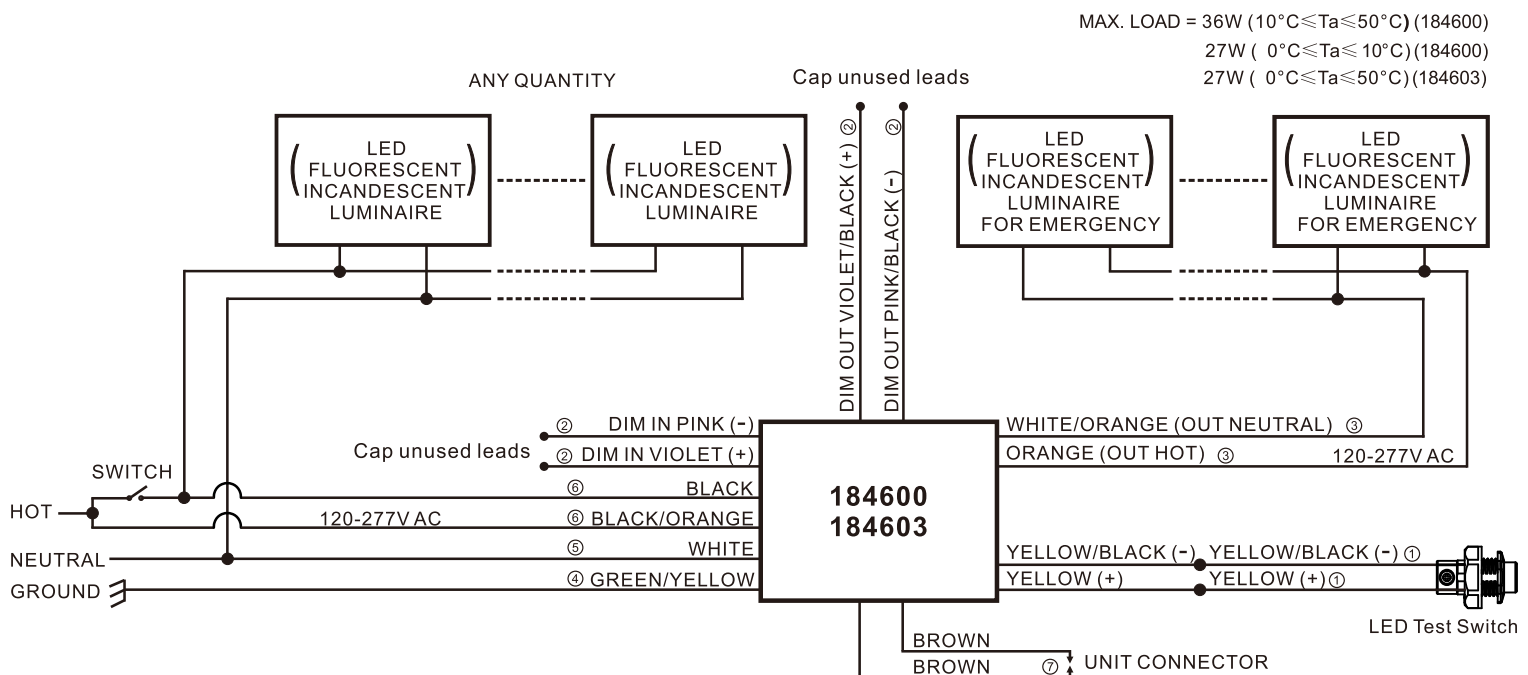 MAX. LOAD = 36W (10°C≤Ta≤50°C) (184600)
27W ( 0°C≤Ta≤ 10°C) (184600)
27W ( 0°C≤Ta≤50°C) (184603)
ANY QUANTITY
Cap unused leads
( LED
FLUORESCENT
INCANDESCENT )
LUMINAIRE
( LED
FLUORESCENT
INCANDESCENT )
LUMINAIRE
DIM OUT VIOLET/BLACK (+) ②
DIM OUT PINK/BLACK (-) ②
( LED
FLUORESCENT
INCANDESCENT )
LUMINAIRE
FOR EMERGENCY
( LED
FLUORESCENT
INCANDESCENT )
LUMINAIRE
FOR EMERGENCY
Cap unused leads
② DIM IN PINK (-)
② DIM IN VIOLET (+)
SWITCH
HOT
120-277V AC
⑥ BLACK
⑥ BLACK/ORANGE
NEUTRAL
⑤ WHITE
GROUND
④ GREEN/YELLOW
184600
184603
WHITE/ORANGE (OUT NEUTRAL) ③
ORANGE (OUT HOT) ③ 120-277V AC
YELLOW/BLACK (-) YELLOW/BLACK (-) ①
YELLOW (+) YELLOW (+) ①
LED Test Switch
BROWN
BROWN ⑦ UNIT CONNECTOR